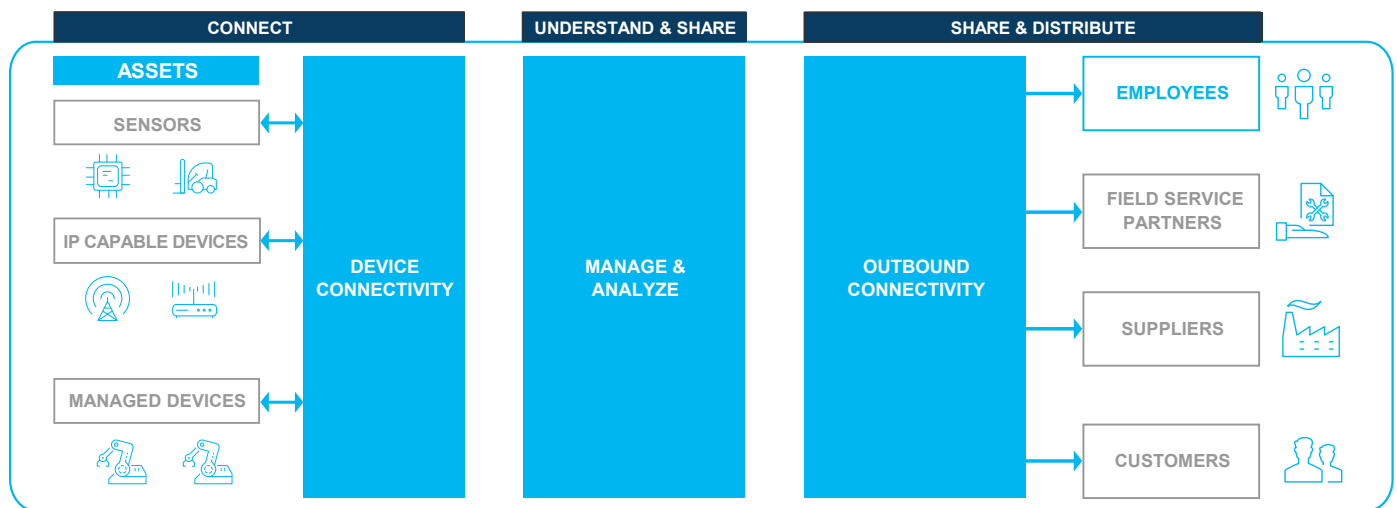 CONNECT
UNDERSTAND & SHARE
SHARE & DISTRIBUTE
ASSETS
SENSORS
IP CAPABLE DEVICES
MANAGED DEVICES
DEVICE
CONNECTIVITY
MANAGE &
ANALYZE
OUTBOUND
CONNECTIVITY
EMPLOYEES
FIELD SERVICE
PARTNERS
SUPPLIERS
CUSTOMERS